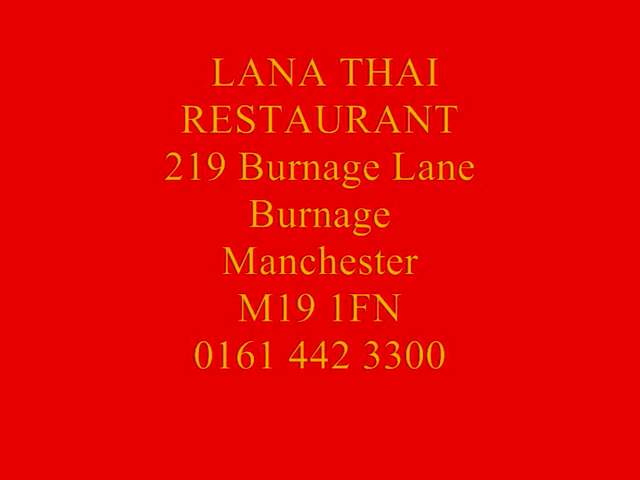 LANA THAI
RESTAURANT
219 Burnage Lane
Burnage
Manchester
M19 1FN
0161 442 3300